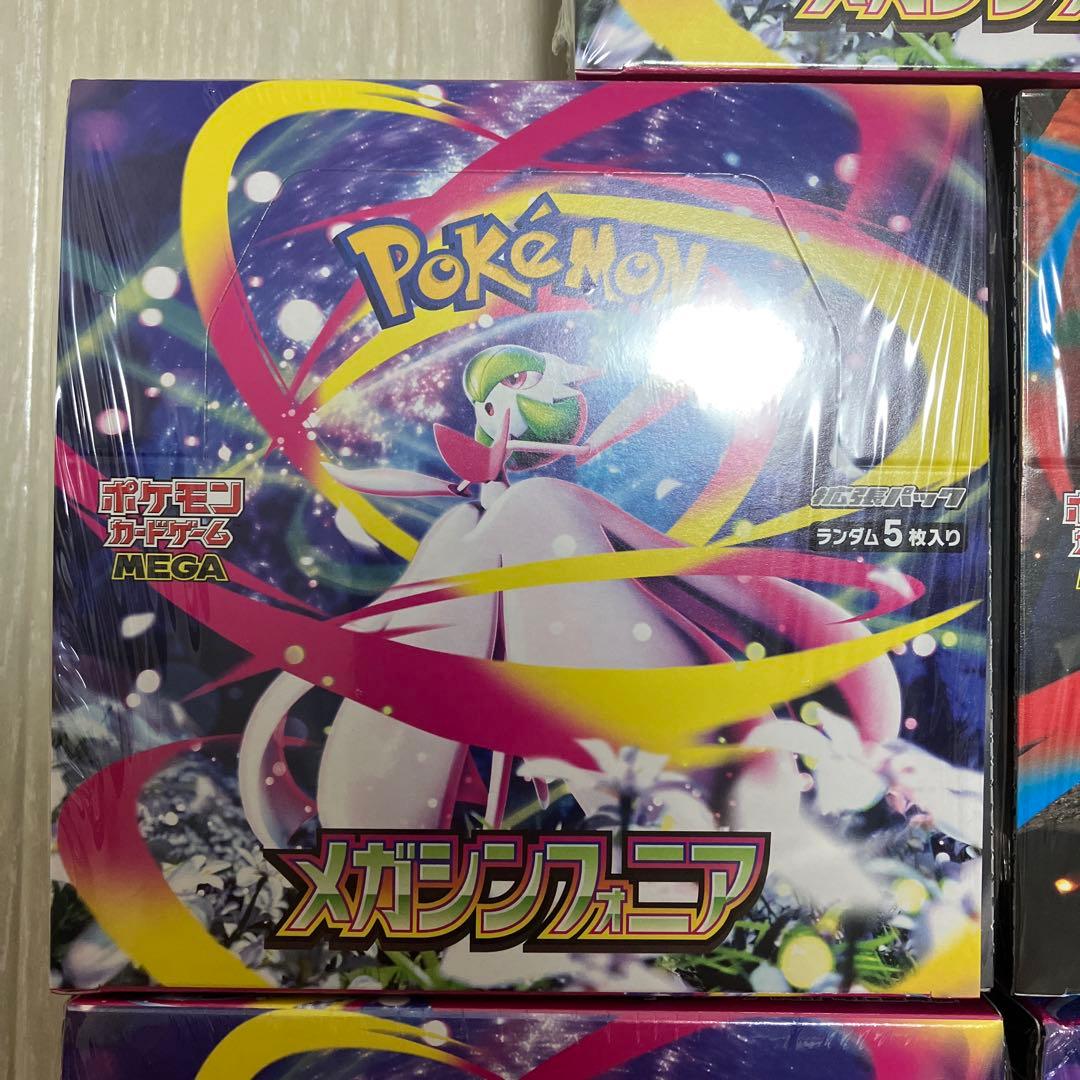 Pokémon
ポケモン
カードゲーム
MEGA
拡張パック
ランダム5枚入り
メガシンフォニア